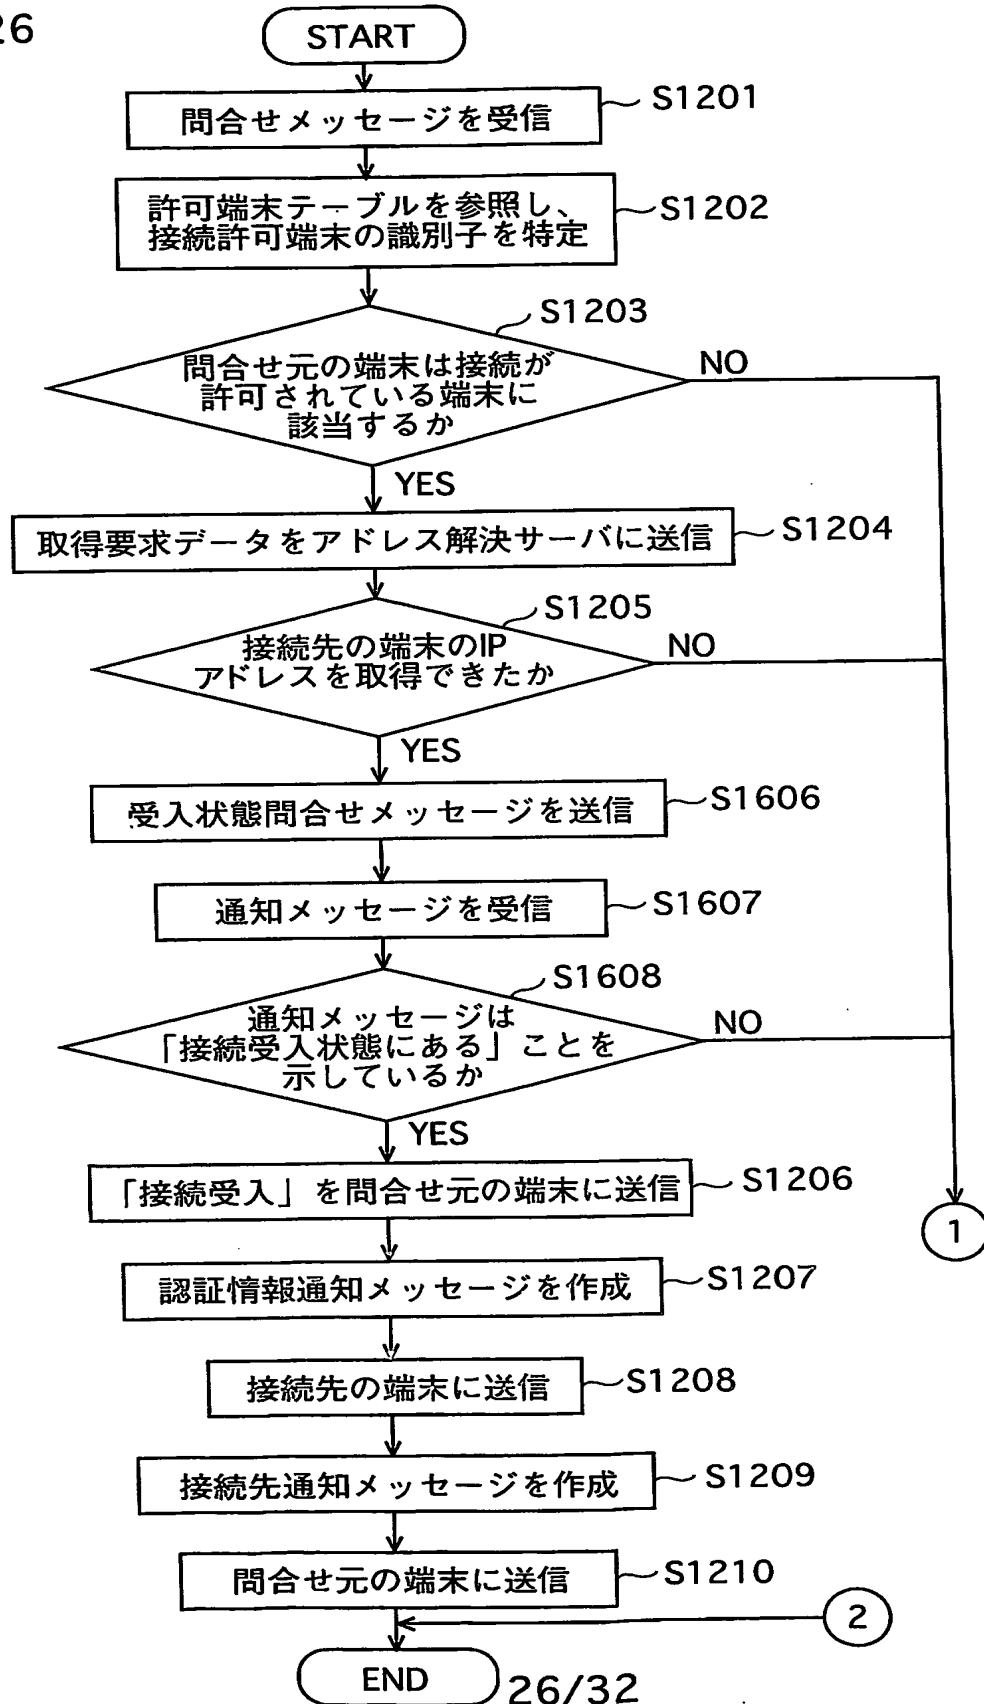 26
START
問合せメッセージを受信
S1201
許可端末テーブルを参照し、
接続許可端末の識別子を特定
S1202
S1203
問合せ元の端末は接続が
許可されている端末に
該当するか
NO
YES
取得要求データをアドレス解決サーバに送信
S1204
S1205
接続先の端末のIP
アドレスを取得できたか
NO
YES
受入状態問合せメッセージを送信
S1606
通知メッセージを受信
S1607
S1608
通知メッセージは
「接続受入状態にある」ことを
示しているか
NO
YES
「接続受入」を問合せ元の端末に送信
S1206
1
認証情報通知メッセージを作成
S1207
接続先の端末に送信
S1208
接続先通知メッセージを作成
S1209
問合せ元の端末に送信
S1210
2
END
26/32